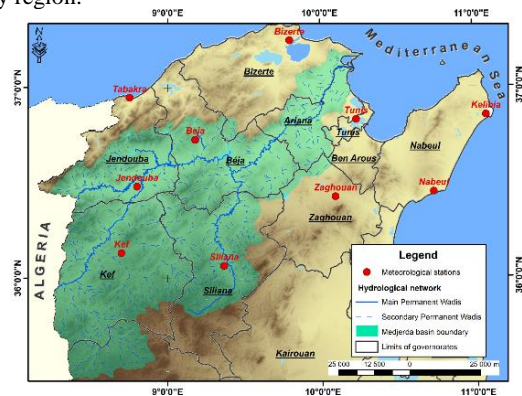 y region.
9°0'0"E
10°0'0"E
11°0'0"E
N
Bizerte
Mediterranean Sea
Bizerte
37°0'0"N
37°0'0"N
Tabakra
Tunis
Kelibia
Ariana
Beja
Tunis
Jendouba
Béja
Ben Arous
Nabeul
Jendouba
Zaghouan
Nabeul
Zaghouan
ALGERIA
Kef
Siliana
36°0'0"N
36°0'0"N
Kef
Siliana
Kairouan
Legend
Meteorological stations
Hydrological network
Main Permanent Wadis
Secondary Permanent Wadis
Medjerda basin boundary
Limits of governorates
25 000 12 500 0 25 000 m
9°0'0"E
10°0'0"E
11°0'0"E